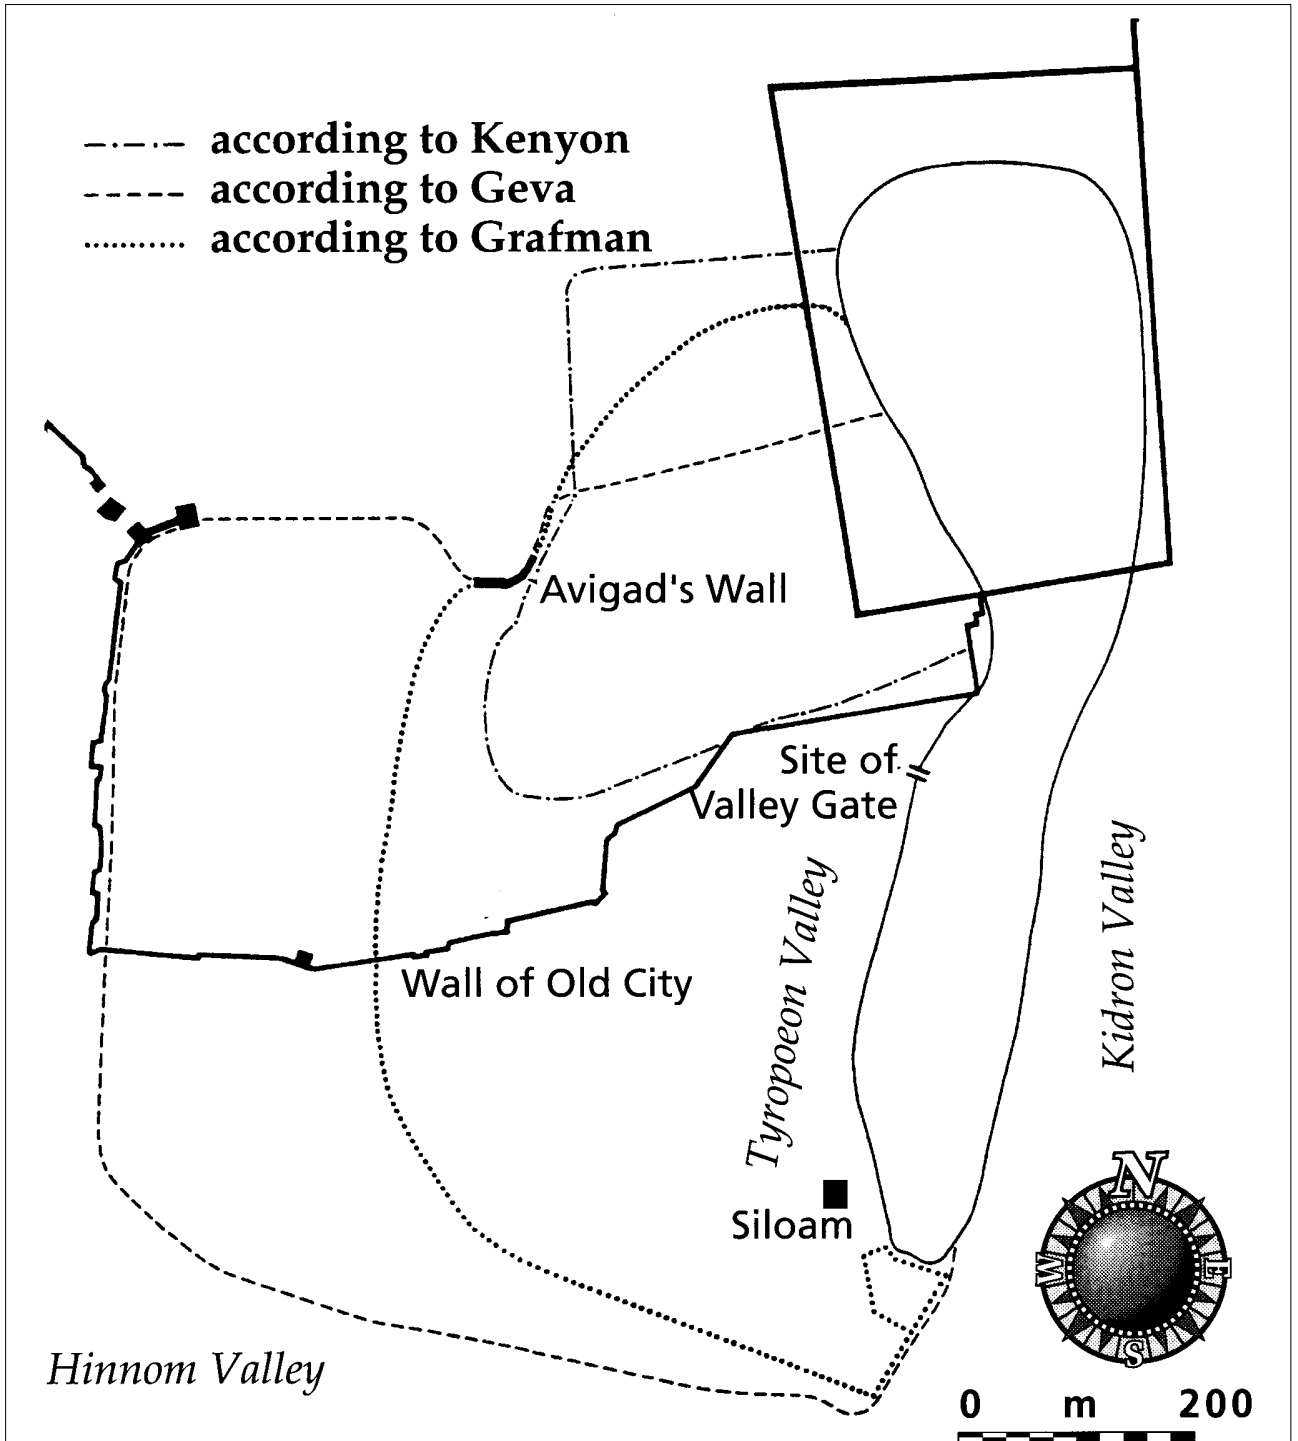 according to Kenyon
according to Geva
according to Grafman
Avigad's Wall
Site of
Valley Gate
Wall of Old City
Tyropoeon Valley
Kidron Valley
Siloam
Hinnom Valley
N
W
E
S
0 m 200